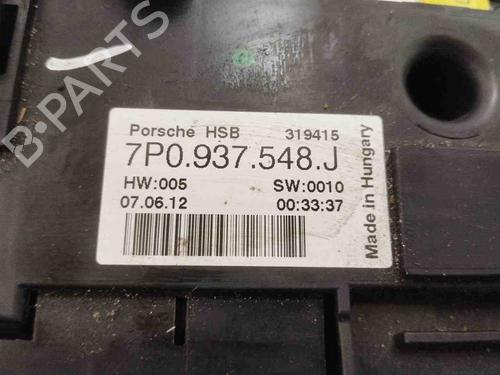 Porsche HSB 319415
7P0.937.548.J
HW:005 SW:0010
07.06.12 00:33:37
Made in Hungary
B-PARTS